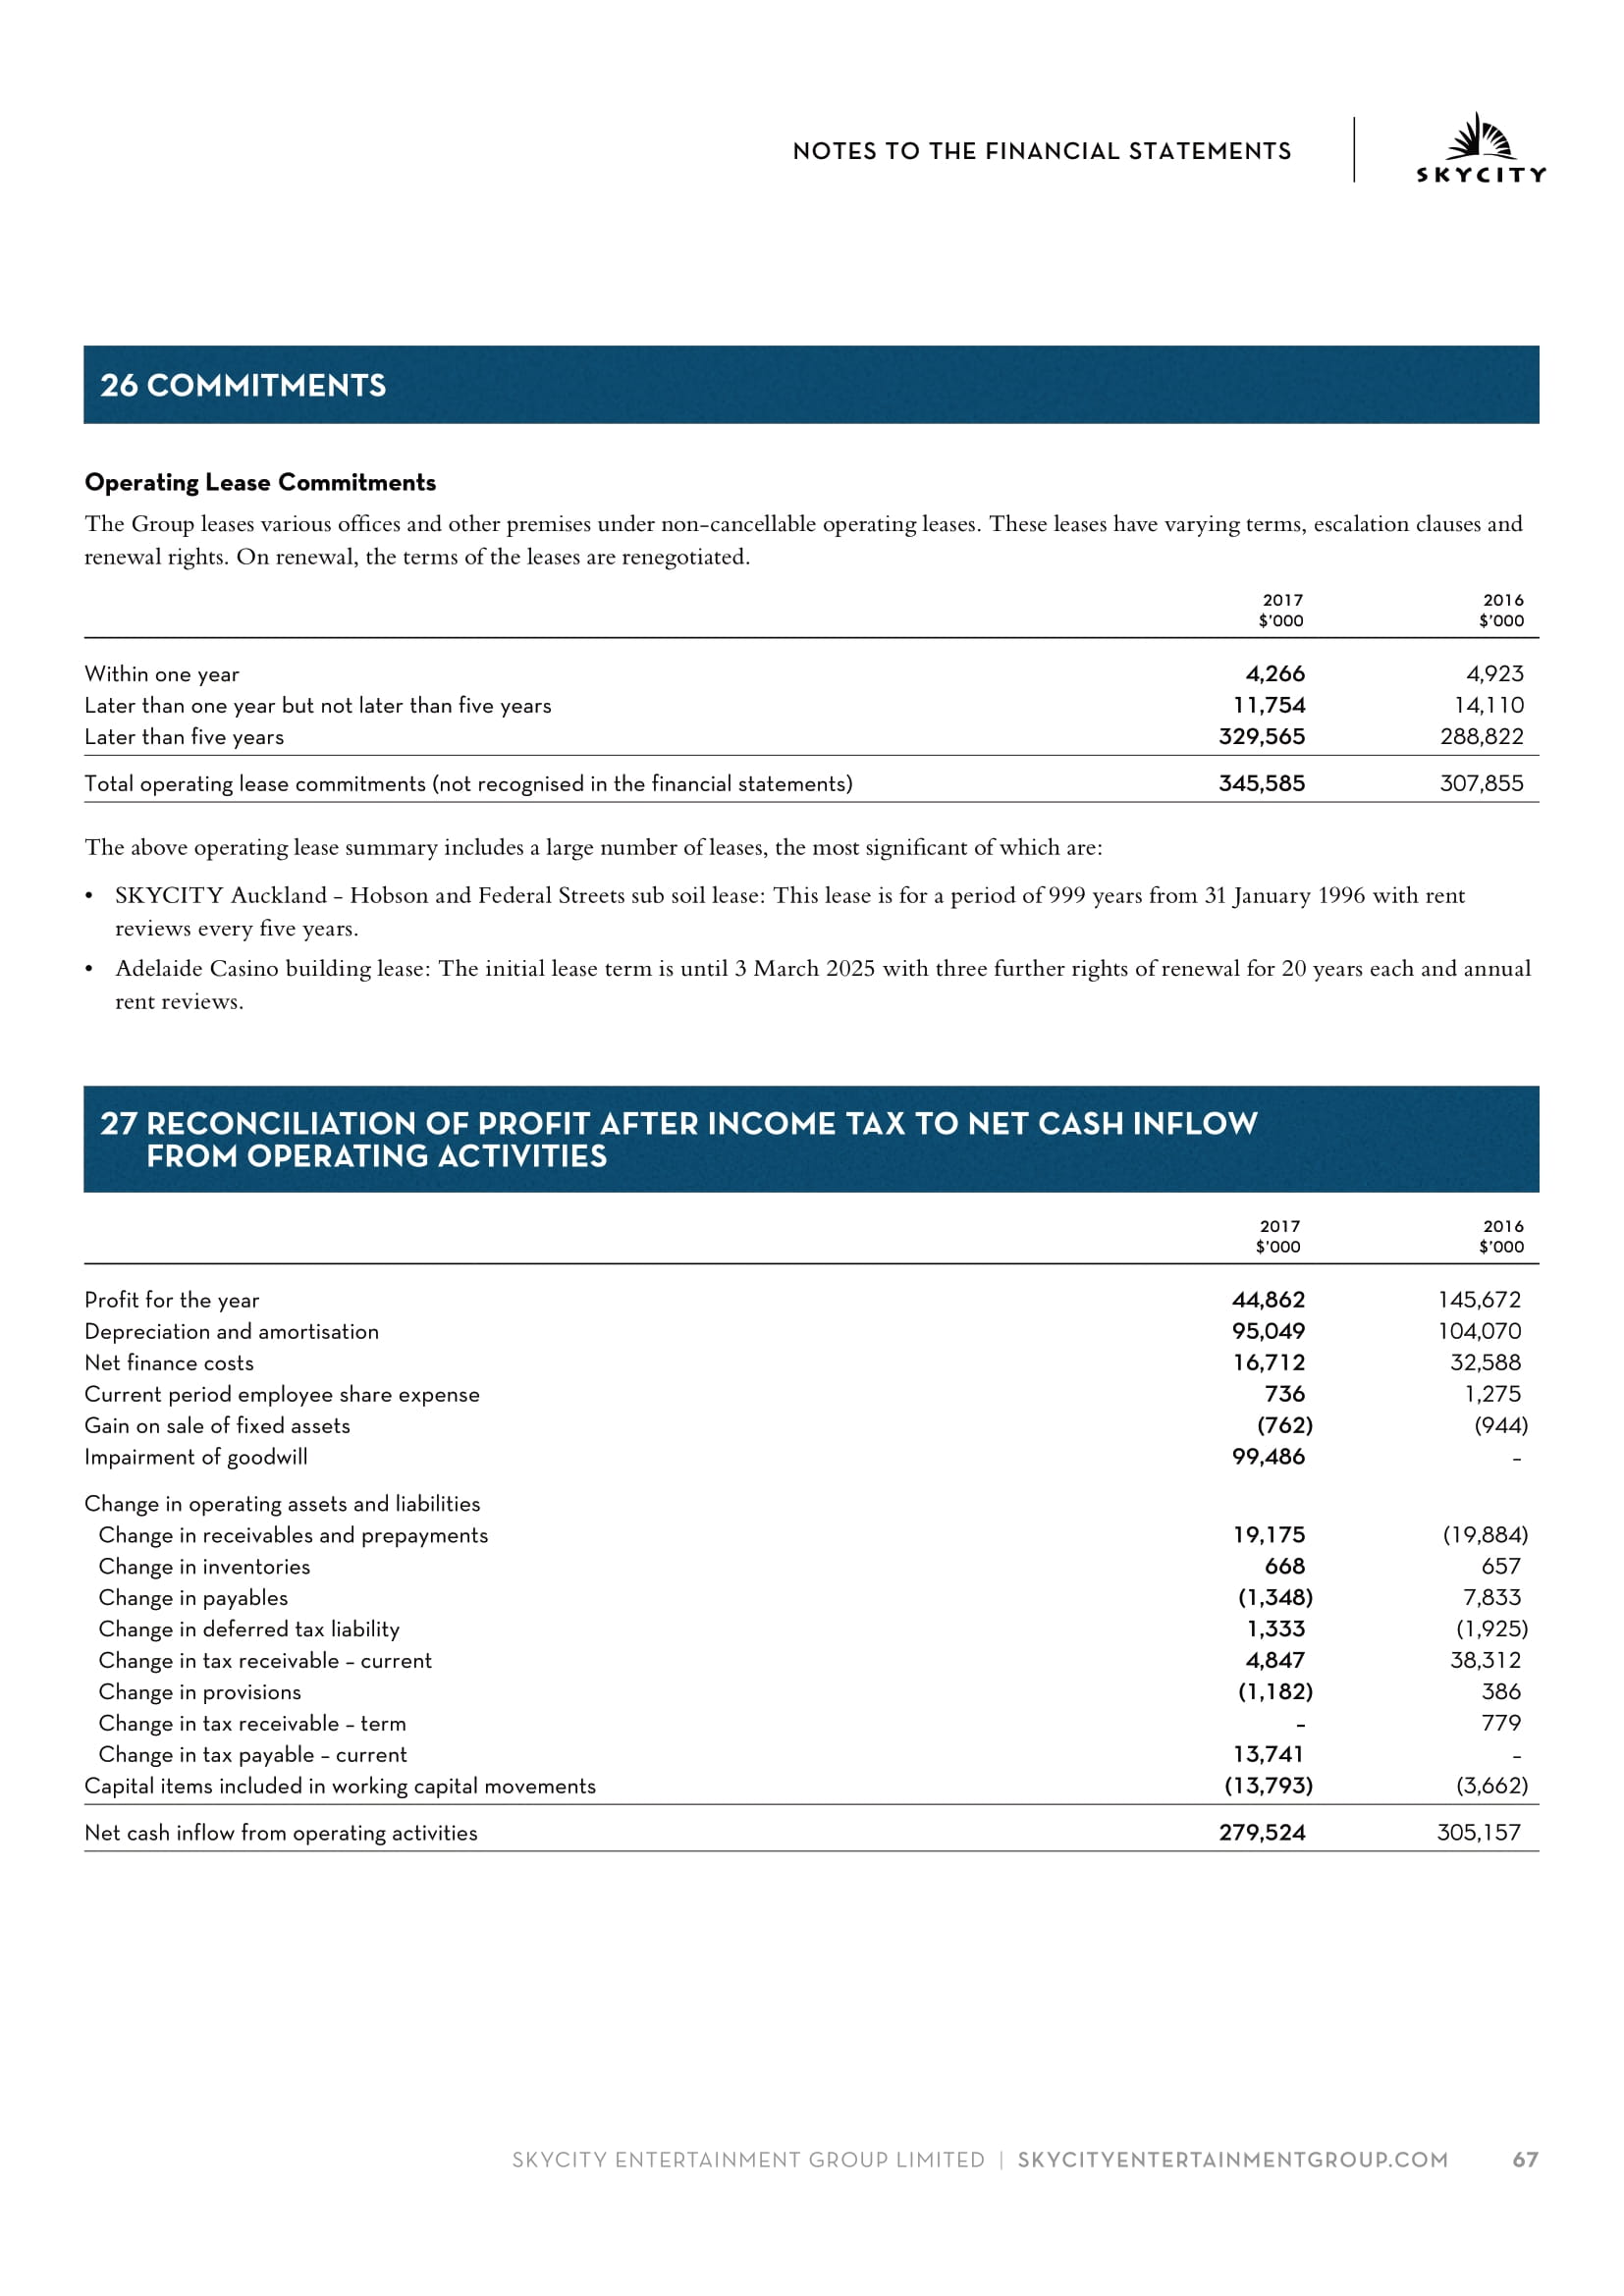 NOTES TO THE FINANCIAL STATEMENTS
SKYCITY
26 COMMITMENTS
Operating Lease Commitments
The Group leases various offices and other premises under non-cancellable operating leases. These leases have varying terms, escalation clauses and
renewal rights. On renewal, the terms of the leases are renegotiated.
2017 2016
$'000 $'000
Within one year 4,266 4,923
Later than one year but not later than five years 11,754 14,110
Later than five years 329,565 288,822
Total operating lease commitments (not recognised in the financial statements) 345,585 307,855
The above operating lease summary includes a large number of leases, the most significant of which are:
• SKYCITY Auckland - Hobson and Federal Streets sub soil lease: This lease is for a period of 999 years from 31 January 1996 with rent
reviews every five years.
• Adelaide Casino building lease: The initial lease term is until 3 March 2025 with three further rights of renewal for 20 years each and annual
rent reviews.
27 RECONCILIATION OF PROFIT AFTER INCOME TAX TO NET CASH INFLOW
FROM OPERATING ACTIVITIES
2017 2016
$'000 $'000
Profit for the year 44,862 145,672
Depreciation and amortisation 95,049 104,070
Net finance costs 16,712 32,588
Current period employee share expense 736 1,275
Gain on sale of fixed assets (762) (944)
Impairment of goodwill 99,486 –
Change in operating assets and liabilities
Change in receivables and prepayments 19,175 (19,884)
Change in inventories 668 657
Change in payables (1,348) 7,833
Change in deferred tax liability 1,333 (1,925)
Change in tax receivable – current 4,847 38,312
Change in provisions (1,182) 386
Change in tax receivable – term – 779
Change in tax payable – current 13,741 –
Capital items included in working capital movements (13,793) (3,662)
Net cash inflow from operating activities 279,524 305,157
SKYCITY ENTERTAINMENT GROUP LIMITED | SKYCITYENTERTAINMENTGROUP.COM 67